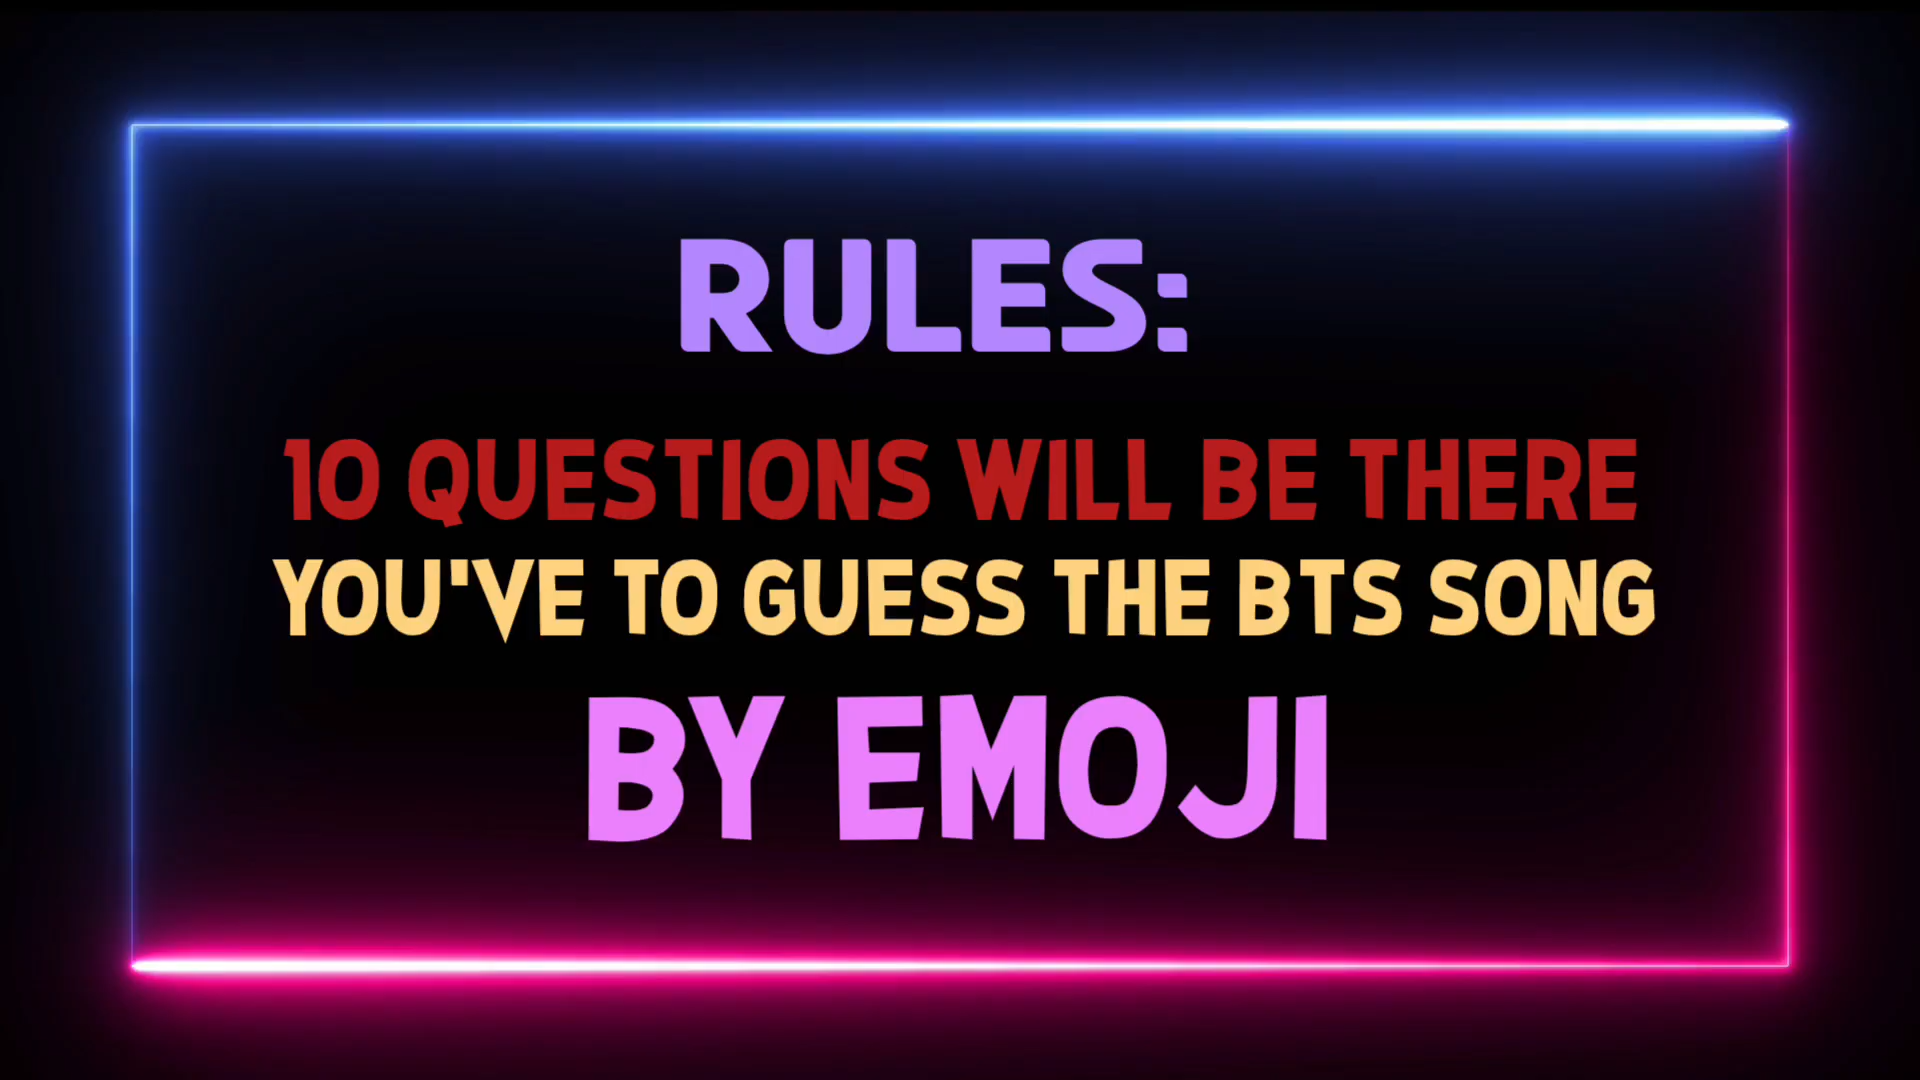 RULES:
10 QUESTIONS WILL BE THERE
YOU'VE TO GUESS THE BTS SONG
BY EMOJI